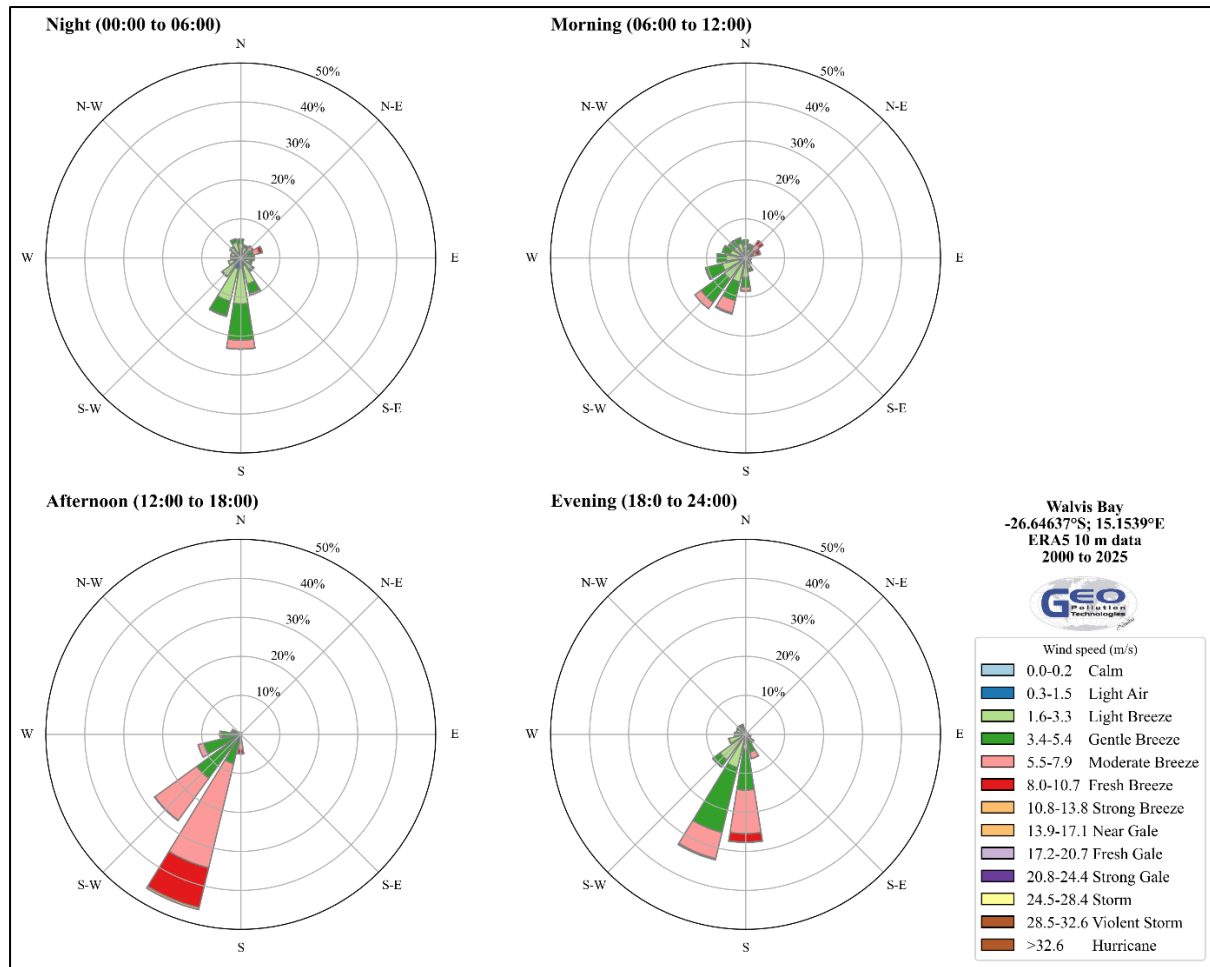 Night (00:00 to 06:00)
N
50%
N-W
N-E
40%
30%
20%
10%
W
E
S-W
S-E
S
Morning (06:00 to 12:00)
N
50%
N-W
N-E
40%
30%
20%
10%
W
E
S-W
S-E
S
Afternoon (12:00 to 18:00)
N
50%
N-W
N-E
40%
30%
20%
10%
W
E
S-W
S-E
S
Evening (18:0 to 24:00)
N
50%
N-W
N-E
40%
30%
20%
10%
W
E
S-W
S-E
S
Walvis Bay
-26.64637°S; 15.1539°E
ERA5 10 m data
2000 to 2025
GEO
Pollution
Technologies
Wind speed (m/s)
0.0-0.2 Calm
0.3-1.5 Light Air
1.6-3.3 Light Breeze
3.4-5.4 Gentle Breeze
5.5-7.9 Moderate Breeze
8.0-10.7 Fresh Breeze
10.8-13.8 Strong Breeze
13.9-17.1 Near Gale
17.2-20.7 Fresh Gale
20.8-24.4 Strong Gale
24.5-28.4 Storm
28.5-32.6 Violent Storm
>32.6 Hurricane